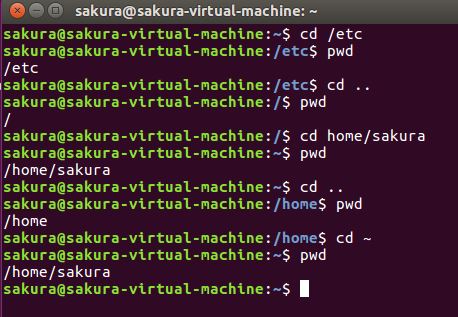 sakura@sakura-virtual-machine: ~
sakura@sakura-virtual-machine:~$ cd /etc
sakura@sakura-virtual-machine:/etc$ pwd
/etc
sakura@sakura-virtual-machine:/etc$ cd ..
sakura@sakura-virtual-machine:/$ pwd
/
sakura@sakura-virtual-machine:/$ cd home/sakura
sakura@sakura-virtual-machine:~$ pwd
/home/sakura
sakura@sakura-virtual-machine:~$ cd ..
sakura@sakura-virtual-machine:/home$ pwd
/home
sakura@sakura-virtual-machine:/home$ cd ~
sakura@sakura-virtual-machine:~$ pwd
/home/sakura
sakura@sakura-virtual-machine:~$